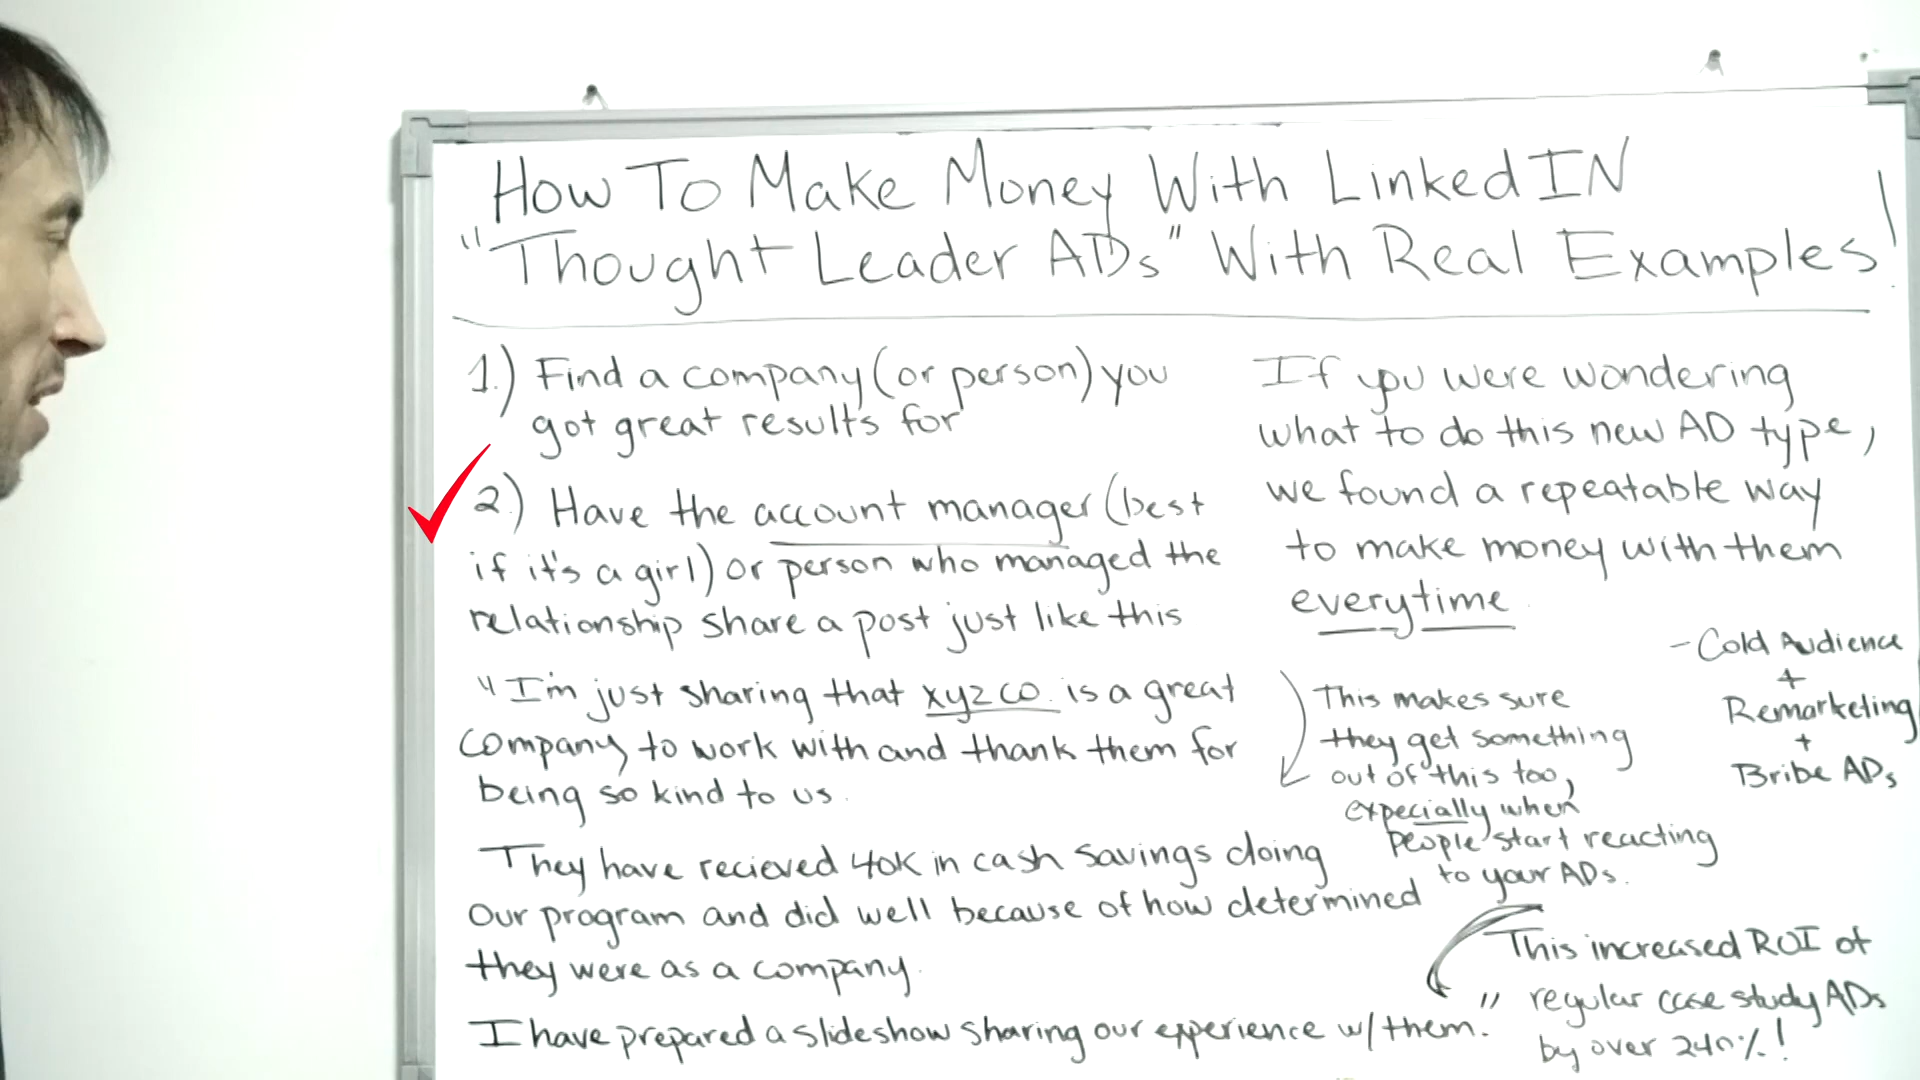 How To Make Money With LinkedIN
"Thought Leader ADs" With Real Examples!
1.) Find a company (or person) you
got great results for
2.) Have the account manager (best
if it's a girl) or person who managed the
relationship share a post just like this
"I'm just sharing that xyz co. is a great
company to work with and thank them for
being so kind to us.
They have recieved 40K in cash savings doing
Our program and did well because of how determined
they were as a company.
I have prepared a slideshow sharing our experience w/ them."
If you were wondering
what to do this new AD type,
we found a repeatable way
to make money with them
everytime
This makes sure
they get something
out of this too,
expecially when
People start reacting
to your ADs.
- Cold Audience
+
Remarketing
+
Bribe ADs
This increased ROI of
regular case study ADs
by over 240%!